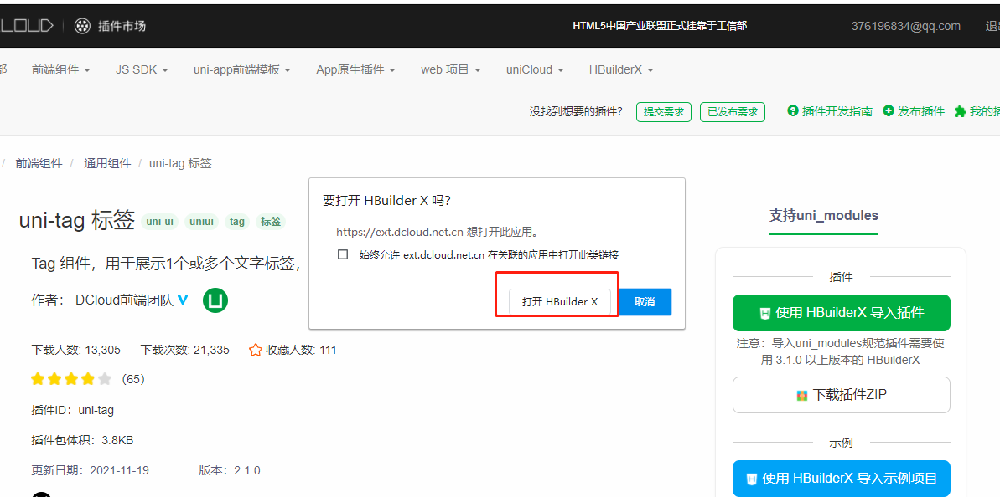 LOUD 插件市场 HTML5中国产业联盟正式挂靠于工信部 376196834@qq.com 退出
部 前端组件 JS SDK uni-app前端模板 App原生插件 web 项目 uniCloud HBuilderX
没找到想要的插件? 提交需求 已发布需求 插件开发指南 发布插件 我的插
/ 前端组件 / 通用组件 / uni-tag 标签
uni-tag 标签 uni-ui uniui tag 标签
Tag 组件，用于展示1个或多个文字标签，
作者： DCloud前端团队
下载人数: 13,305 下载次数: 21,335 收藏人数: 111
(65)
插件ID：uni-tag
插件包体积：3.8KB
更新日期：2021-11-19 版本：2.1.0
要打开 HBuilder X 吗?
https://ext.dcloud.net.cn 想打开此应用。
始终允许 ext.dcloud.net.cn 在关联的应用中打开此类链接
打开 HBuilder X 取消
支持uni_modules
插件
使用 HBuilderX 导入插件
注意：导入uni_modules规范插件需要使
用 3.1.0 以上版本的 HBuilderX
下载插件ZIP
示例
使用 HBuilderX 导入示例项目